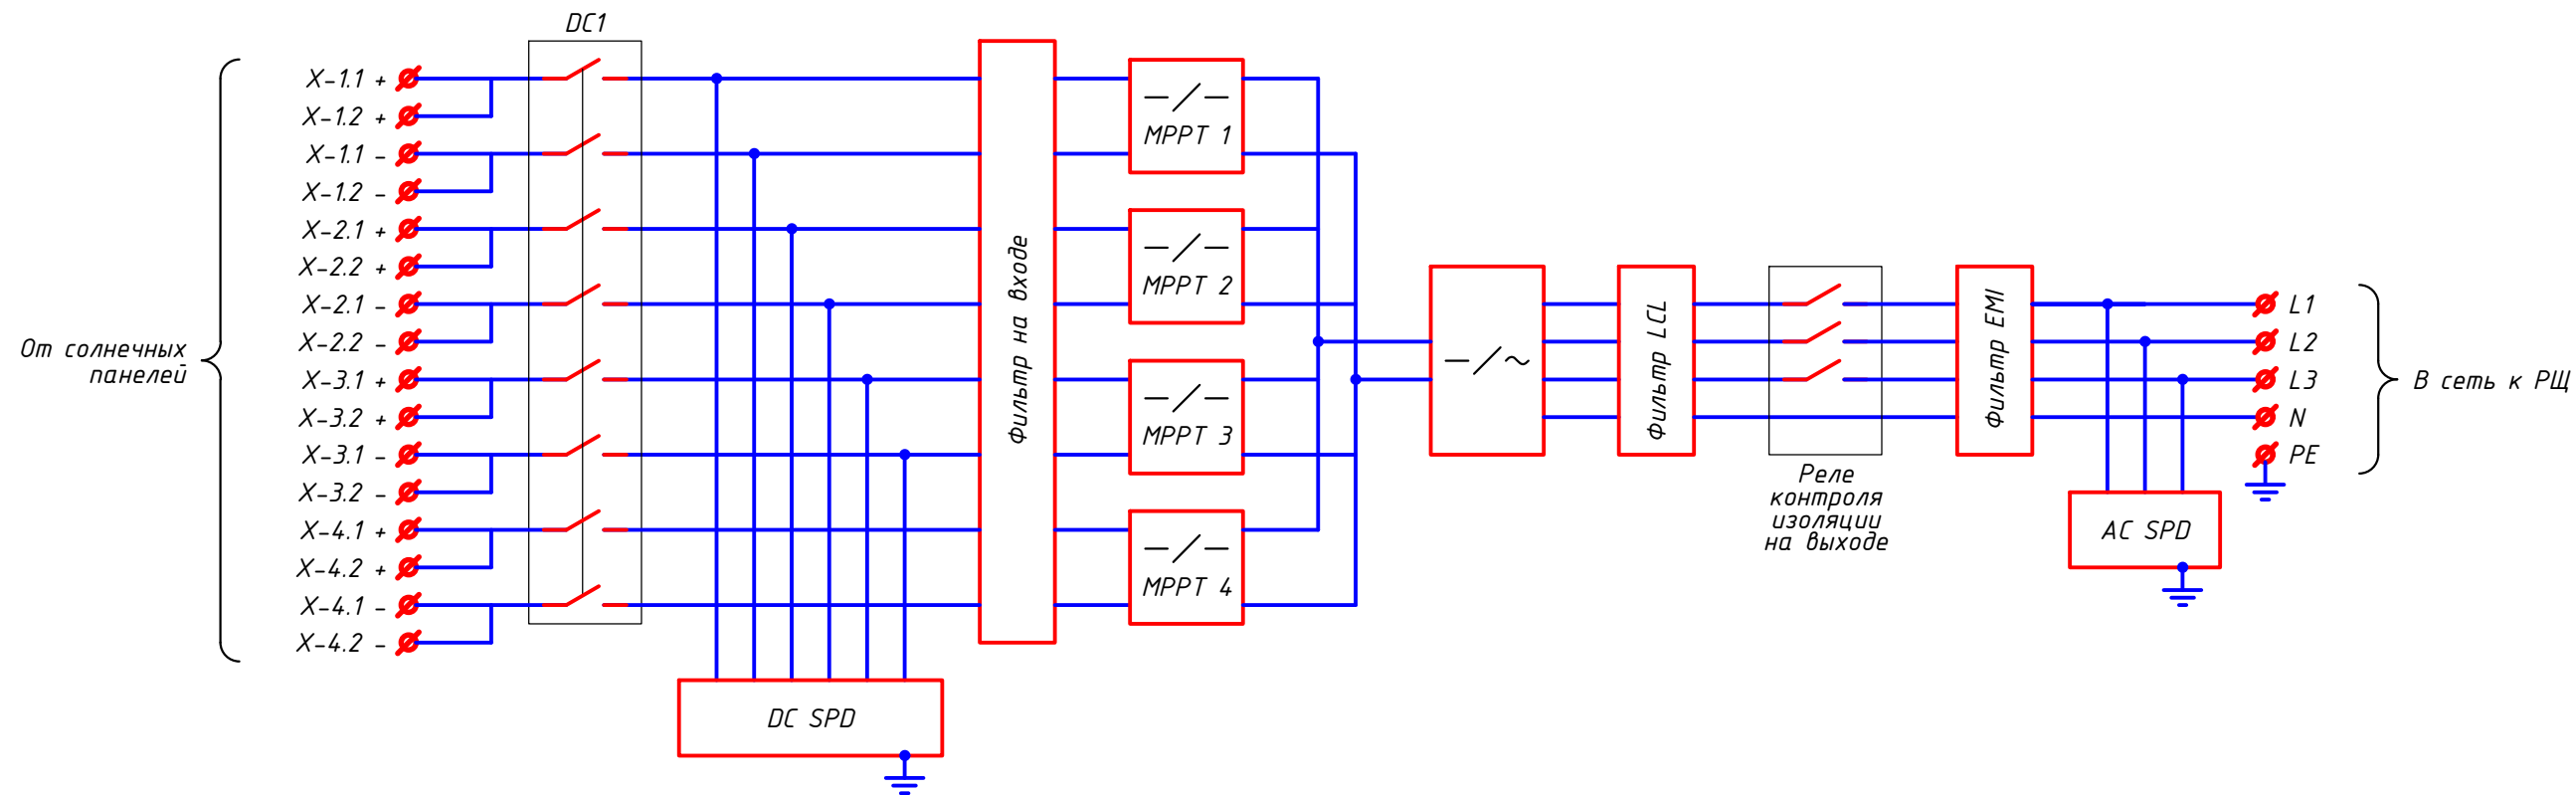 DC1
X-1.1 +
X-1.2 +
X-1.1 -
X-1.2 -
X-2.1 +
X-2.2 +
X-2.1 -
X-2.2 -
X-3.1 +
X-3.2 +
X-3.1 -
X-3.2 -
X-4.1 +
X-4.2 +
X-4.1 -
X-4.2 -
От солнечных
панелей
DC SPD
Фильтр на входе
MPPT 1
MPPT 2
MPPT 3
MPPT 4
Фильтр LCL
Реле
контроля
изоляции
на выходе
Фильтр EMI
AC SPD
L1
L2
L3
N
PE
В сеть к РЩ